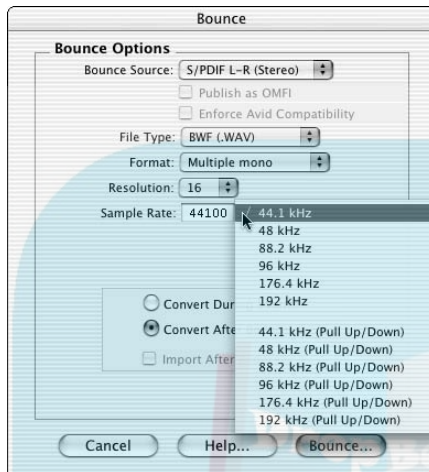 Bounce
Bounce Options
Bounce Source: S/PDIF L-R (Stereo)
Publish as OMFI
Enforce Avid Compatibility
File Type: BWF (.WAV)
Format: Multiple mono
Resolution: 16
Sample Rate: 44100 √ 44.1 kHz
48 kHz
88.2 kHz
96 kHz
176.4 kHz
192 kHz
44.1 kHz (Pull Up/Down)
Convert During
48 kHz (Pull Up/Down)
Convert After
88.2 kHz (Pull Up/Down)
96 kHz (Pull Up/Down)
Import After
176.4 kHz (Pull Up/Down)
192 kHz (Pull Up/Down)
Cancel Help... Bounce...